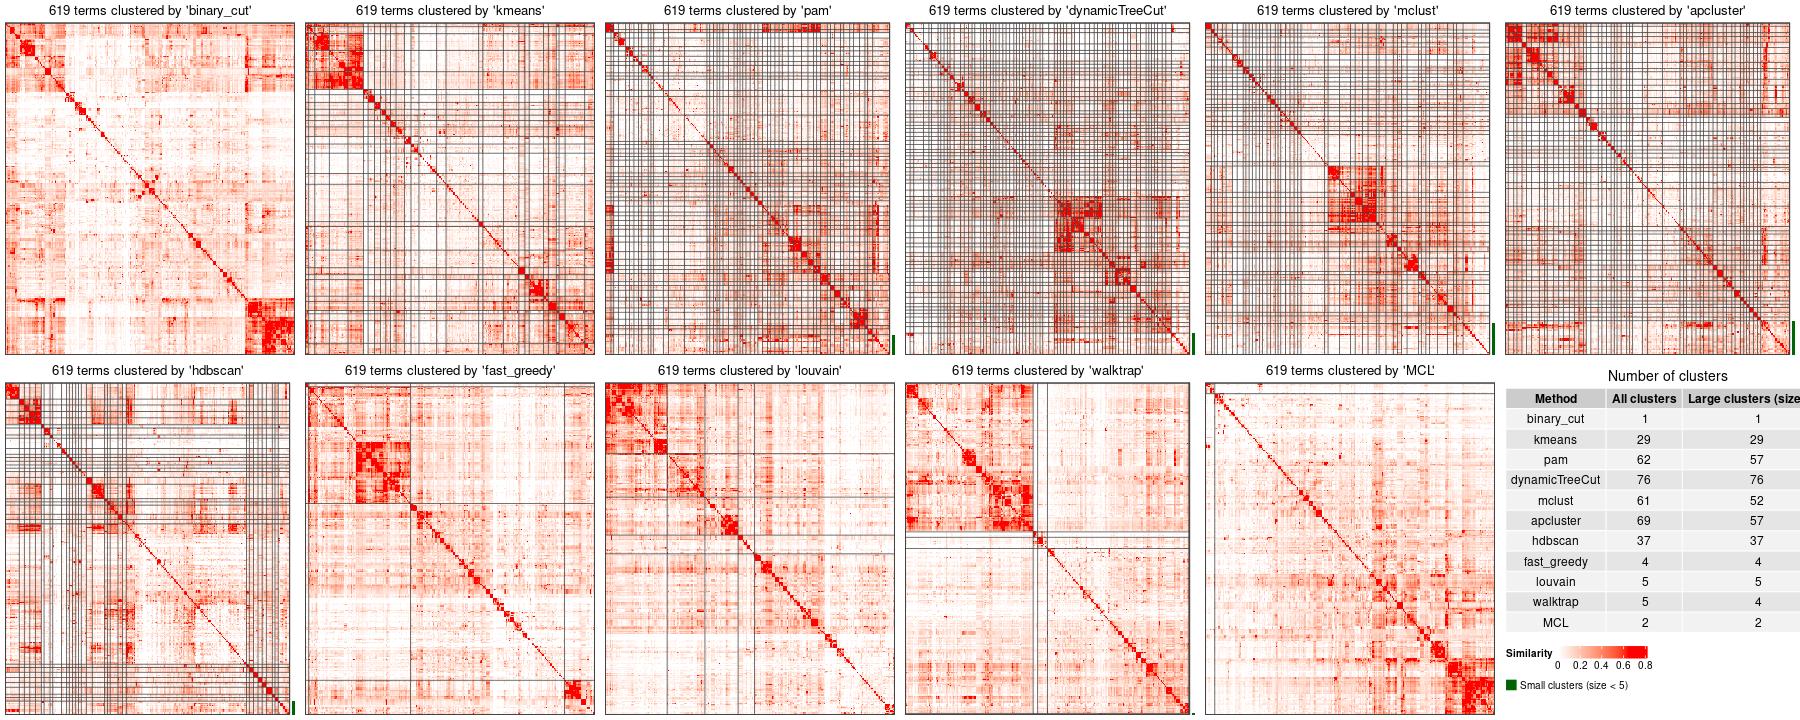 619 terms clustered by 'binary_cut'
619 terms clustered by 'kmeans'
619 terms clustered by 'pam'
619 terms clustered by 'dynamicTreeCut'
619 terms clustered by 'mclust'
619 terms clustered by 'apcluster'
619 terms clustered by 'hdbscan'
619 terms clustered by 'fast_greedy'
619 terms clustered by 'louvain'
619 terms clustered by 'walktrap'
619 terms clustered by 'MCL'
Number of clusters
Method All clusters Large clusters (size
binary_cut 1 1
kmeans 29 29
pam 62 57
dynamicTreeCut 76 76
mclust 61 52
apcluster 69 57
hdbscan 37 37
fast_greedy 4 4
louvain 5 5
walktrap 5 4
MCL 2 2
Similarity
0 0.2 0.4 0.6 0.8
Small clusters (size < 5)